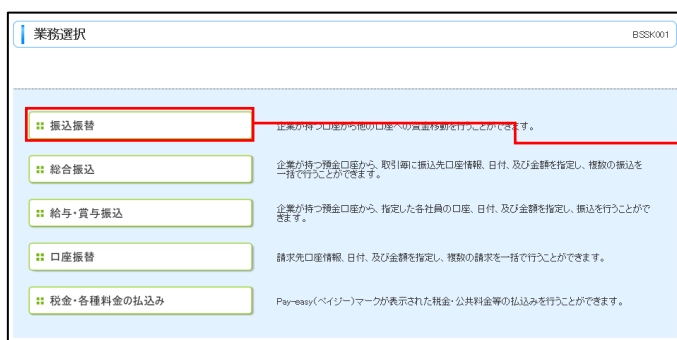 業務選択
BSSK001
振込振替
企業が持つ口座から他の口座への資金移動を行うことができます。
総合振込
企業が持つ預金口座から、取引毎に振込先口座情報、日付、及び金額を指定し、複数の振込を
一括で行うことができます。
給与・賞与振込
企業が持つ預金口座から、指定した各社員の口座、日付、及び金額を指定し、振込を行うことがで
きます。
口座振替
請求先口座情報、日付、及び金額を指定し、複数の請求を一括で行うことができます。
税金・各種料金の払込み
Pay-easy(ペイジー)マークが表示された税金・公共料金等の払込みを行うことができます。